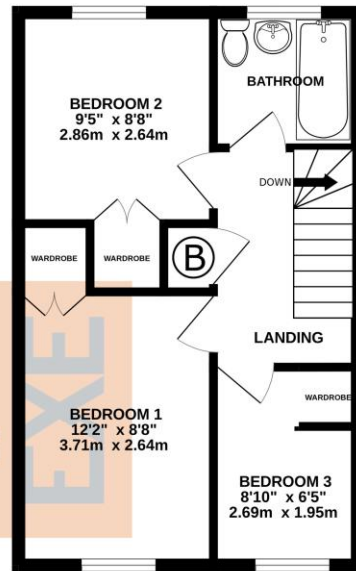 BEDROOM 2
9'5" x 8'8"
2.86m x 2.64m
BATHROOM
DOWN
WARDROBE
WARDROBE
B
LANDING
WARDROBE
BEDROOM 1
12'2" x 8'8"
3.71m x 2.64m
BEDROOM 3
8'10" x 6'5"
2.69m x 1.95m
EXE